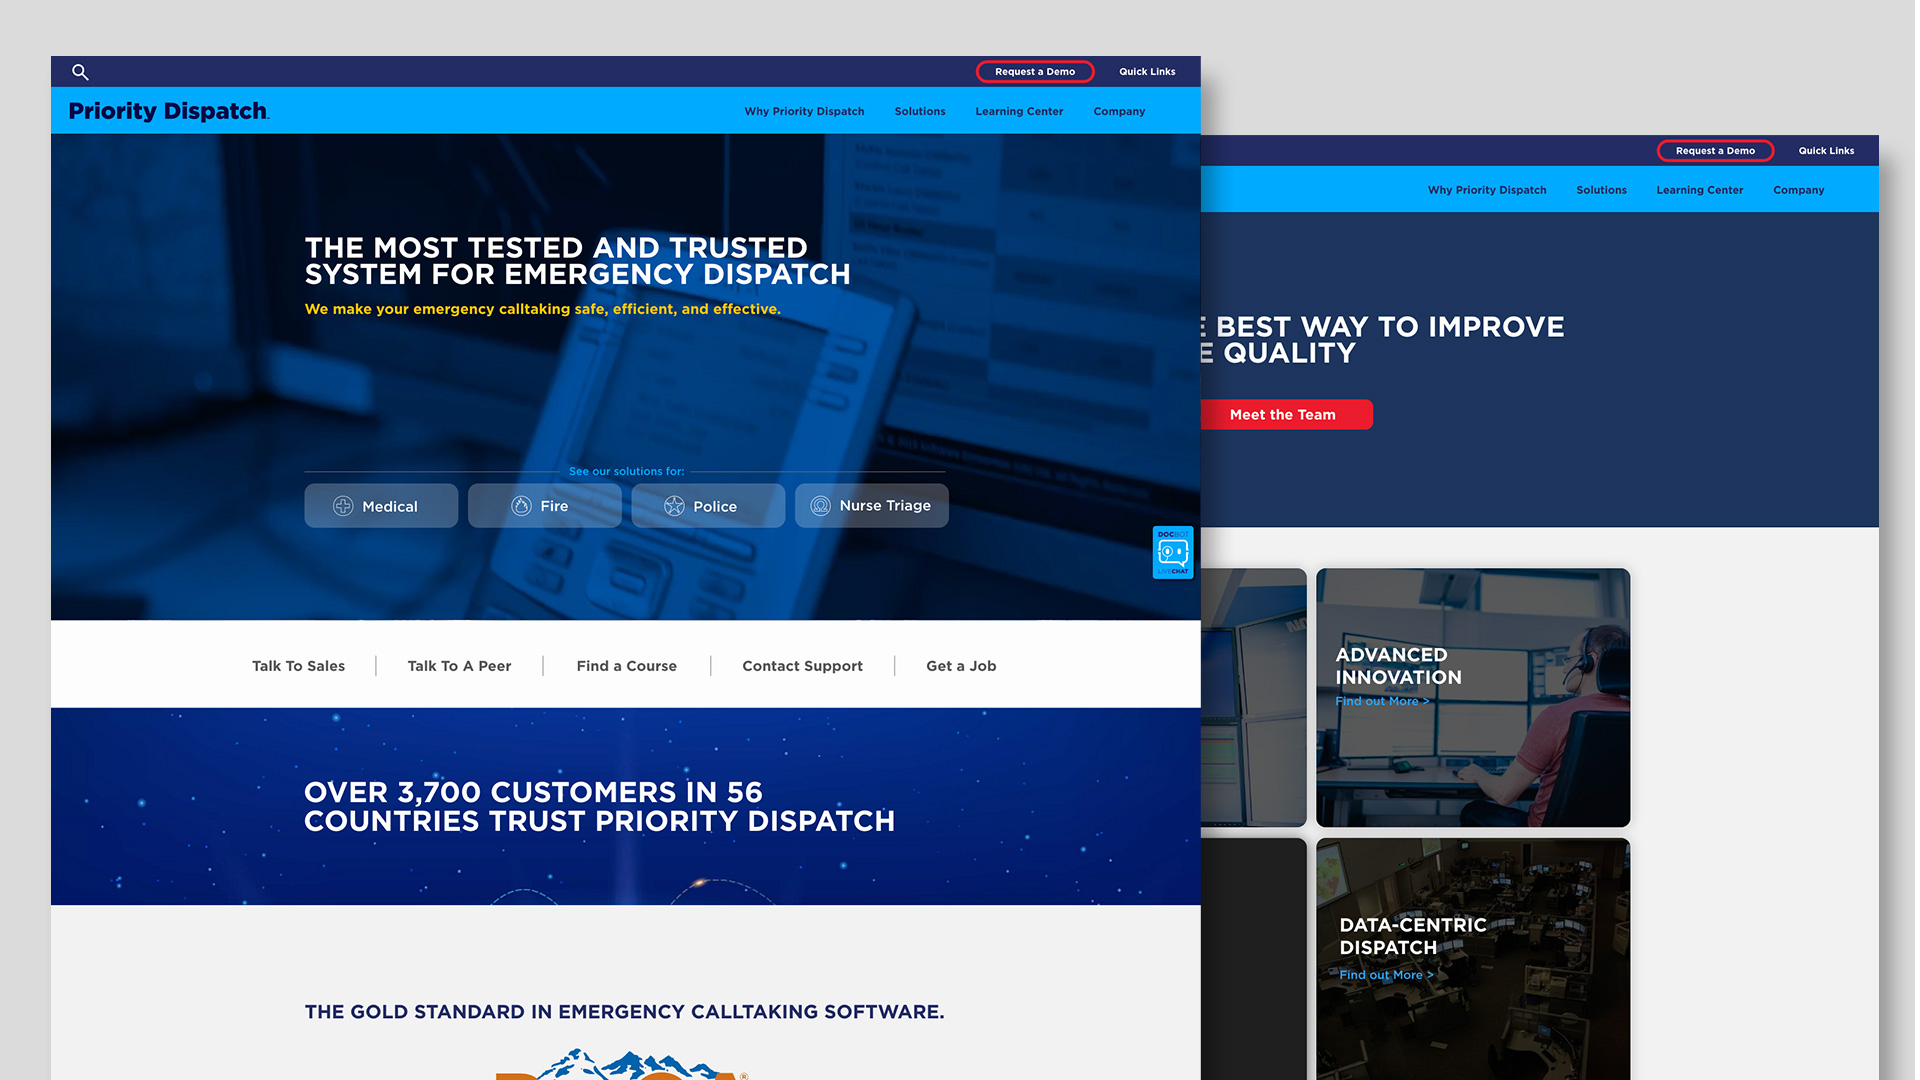 Request a Demo
Quick Links
Priority Dispatch
Why Priority Dispatch
Solutions
Learning Center
Company
THE MOST TESTED AND TRUSTED
SYSTEM FOR EMERGENCY DISPATCH
We make your emergency calltaking safe, efficient, and effective.
See our solutions for:
Medical
Fire
Police
Nurse Triage
DOCBOT
LIVECHAT
Talk To Sales
Talk To A Peer
Find a Course
Contact Support
Get a Job
OVER 3,700 CUSTOMERS IN 56
COUNTRIES TRUST PRIORITY DISPATCH
THE GOLD STANDARD IN EMERGENCY CALLTAKING SOFTWARE.
Request a Demo
Quick Links
Why Priority Dispatch
Solutions
Learning Center
Company
BEST WAY TO IMPROVE
QUALITY
Meet the Team
ADVANCED
INNOVATION
Find out More >
DATA-CENTRIC
DISPATCH
Find out More >